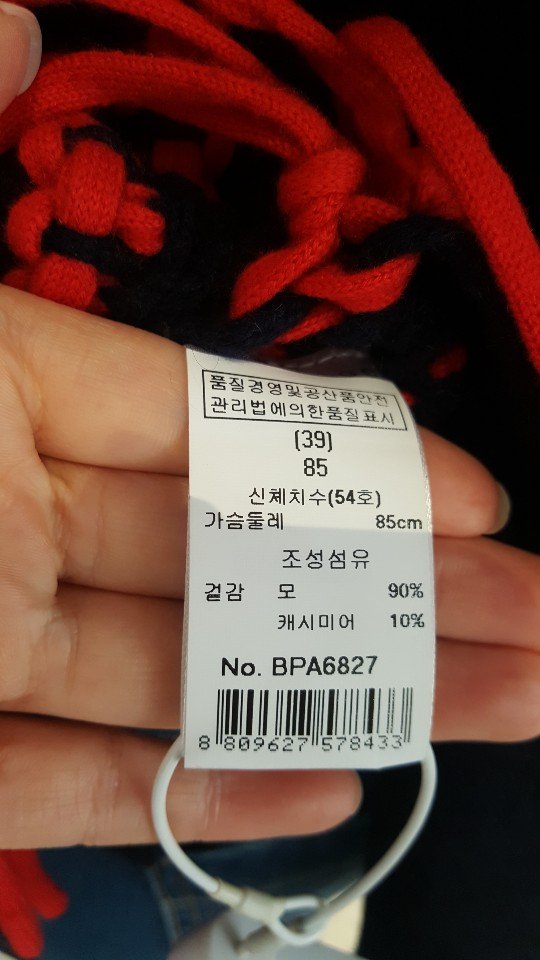 품질경영및공산품안전
관리법에의한품질표시
(39)
85
신체치수(54호)
가슴둘레 85cm
조성섬유
겉감 모 90%
캐시미어 10%
No. BPA6827
8 809627 578433